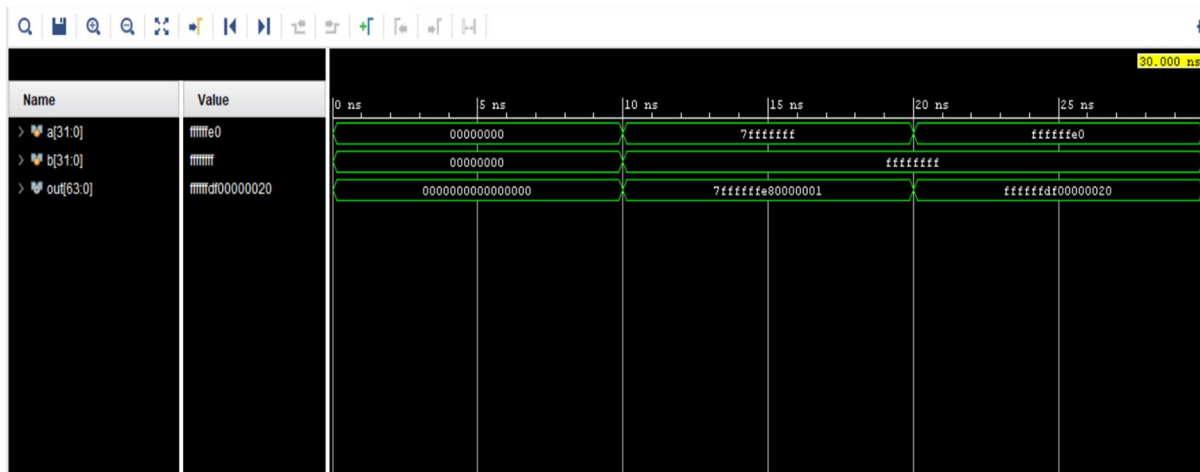 30.000 ns
Name Value 0 ns 5 ns 10 ns 15 ns 20 ns 25 ns
a[31:0] ffffffe0 00000000 7fffffff ffffffe0
b[31:0] ffffffff 00000000 ffffffff
out[63:0] ffffffdf00000020 0000000000000000 7ffffffe80000001 ffffffdf00000020